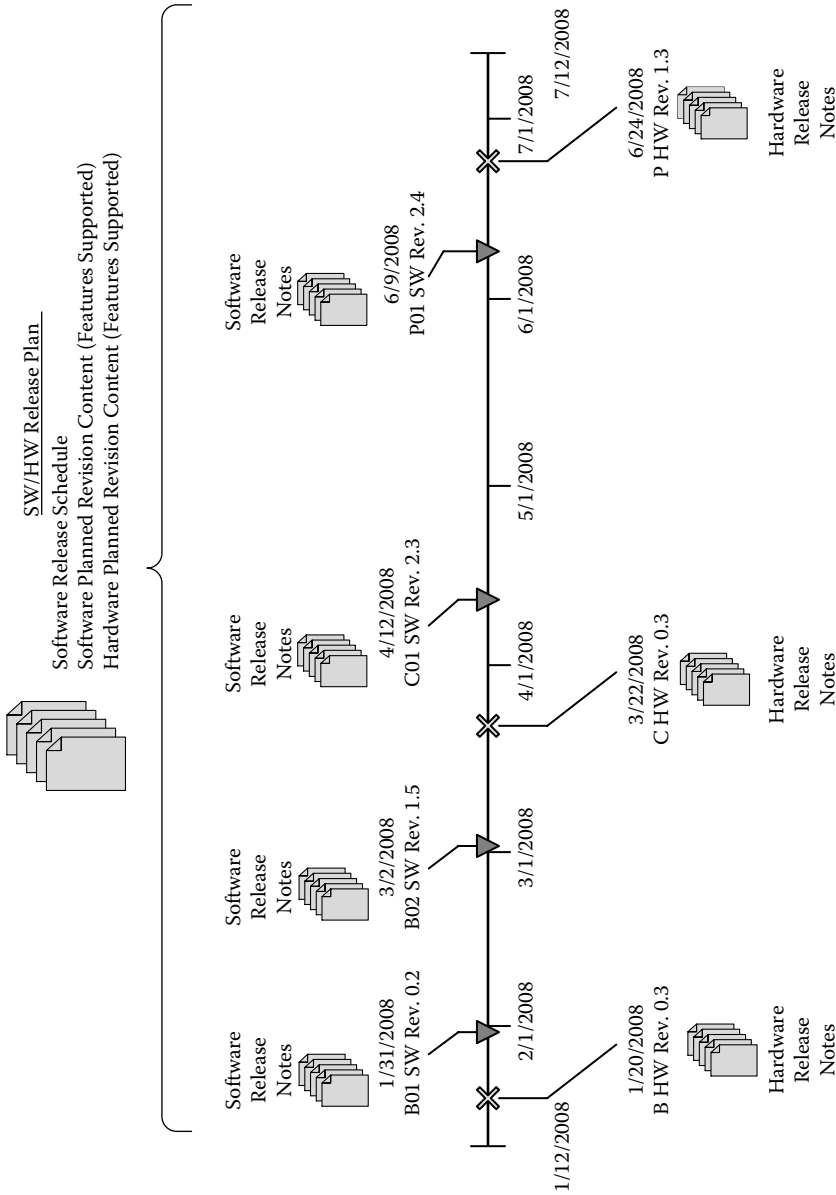 SW/HW Release Plan
Software Release Schedule
Software Planned Revision Content (Features Supported)
Hardware Planned Revision Content (Features Supported)
Software
Release
Notes
1/31/2008
B01 SW Rev. 0.2
Software
Release
Notes
3/2/2008
B02 SW Rev. 1.5
Software
Release
Notes
4/12/2008
C01 SW Rev. 2.3
Software
Release
Notes
6/9/2008
P01 SW Rev. 2.4
1/12/2008
2/1/2008
3/1/2008
4/1/2008
5/1/2008
6/1/2008
7/1/2008
7/12/2008
1/20/2008
B HW Rev. 0.3
Hardware
Release
Notes
3/22/2008
C HW Rev. 0.3
Hardware
Release
Notes
6/24/2008
P HW Rev. 1.3
Hardware
Release
Notes